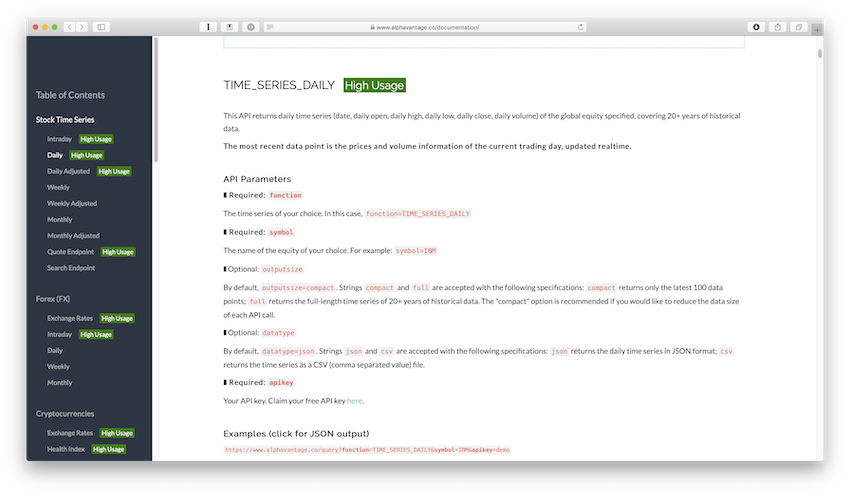 www.alphavantage.co/documentation/
Table of Contents
Stock Time Series
Intraday High Usage
Daily High Usage
Daily Adjusted High Usage
Weekly
Weekly Adjusted
Monthly
Monthly Adjusted
Quote Endpoint High Usage
Search Endpoint
Forex (FX)
Exchange Rates High Usage
Intraday High Usage
Daily
Weekly
Monthly
Cryptocurrencies
Exchange Rates High Usage
Health Index High Usage
TIME_SERIES_DAILY High Usage
This API returns daily time series (date, daily open, daily high, daily low, daily close, daily volume) of the global equity specified, covering 20+ years of historical
data.
The most recent data point is the prices and volume information of the current trading day, updated realtime.
API Parameters
Required: function
The time series of your choice. In this case, function=TIME_SERIES_DAILY
Required: symbol
The name of the equity of your choice. For example: symbol=IBM
Optional: outputsize
By default, outputsize=compact. Strings compact and full are accepted with the following specifications: compact returns only the latest 100 data
points; full returns the full-length time series of 20+ years of historical data. The "compact" option is recommended if you would like to reduce the data size
of each API call.
Optional: datatype
By default, datatype=json. Strings json and csv are accepted with the following specifications: json returns the daily time series in JSON format; csv
returns the time series as a CSV (comma separated value) file.
Required: apikey
Your API key. Claim your free API key here.
Examples (click for JSON output)
https://www.alphavantage.co/query?function=TIME_SERIES_DAILY&symbol=IBM&apikey=demo